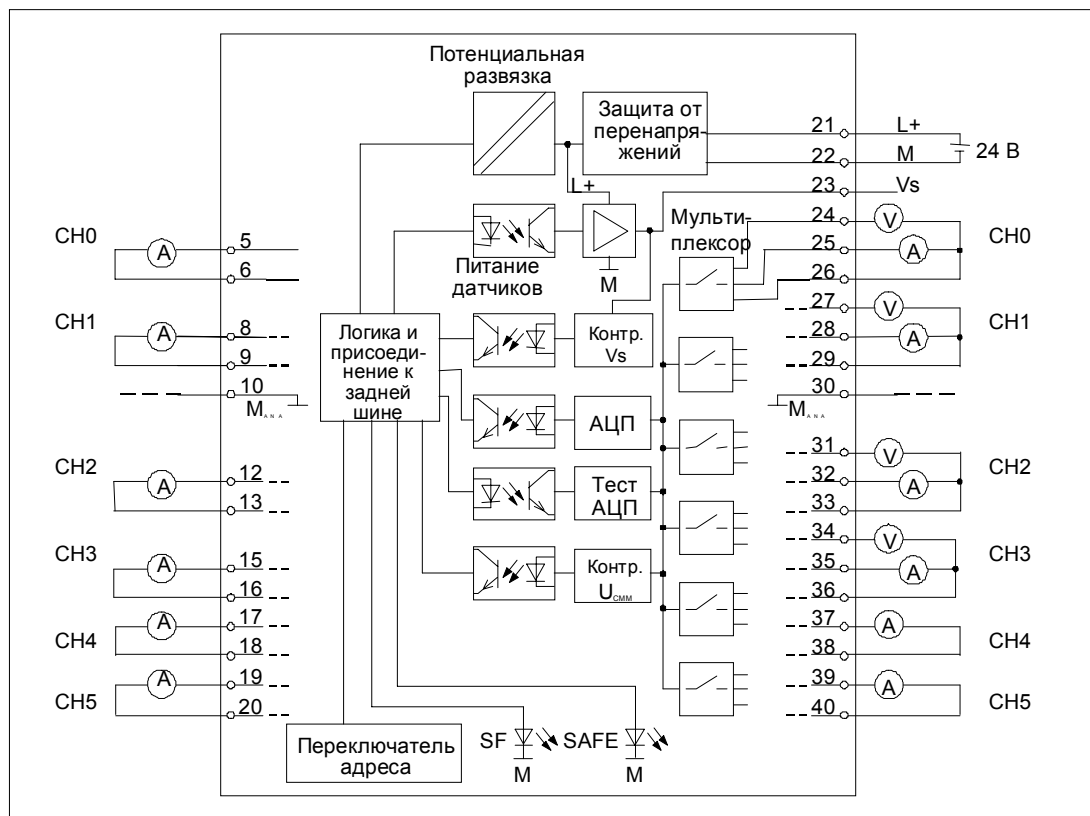 Потенциальная
развязка
Защита от
перенапря-
жений
21
L+
22
M
24 В
23
Vs
L+
Мульти-
плексор
24
V
CH0
25
A
26
CH0
A
5
6
Питание
датчиков
M
27
V
CH1
28
A
29
CH1
A
8
9
Логика и
присоеди-
нение к
задней
шине
Контр.
Vs
10
M ANA
30
M ANA
АЦП
31
V
CH2
32
A
33
CH2
A
12
13
Тест
АЦП
34
V
CH3
35
A
36
CH3
A
15
16
Контр.
UCMM
CH4
A
17
18
37
A
CH4
38
CH5
A
19
20
39
A
CH5
40
Переключатель
адреса
SF
SAFE
M
M